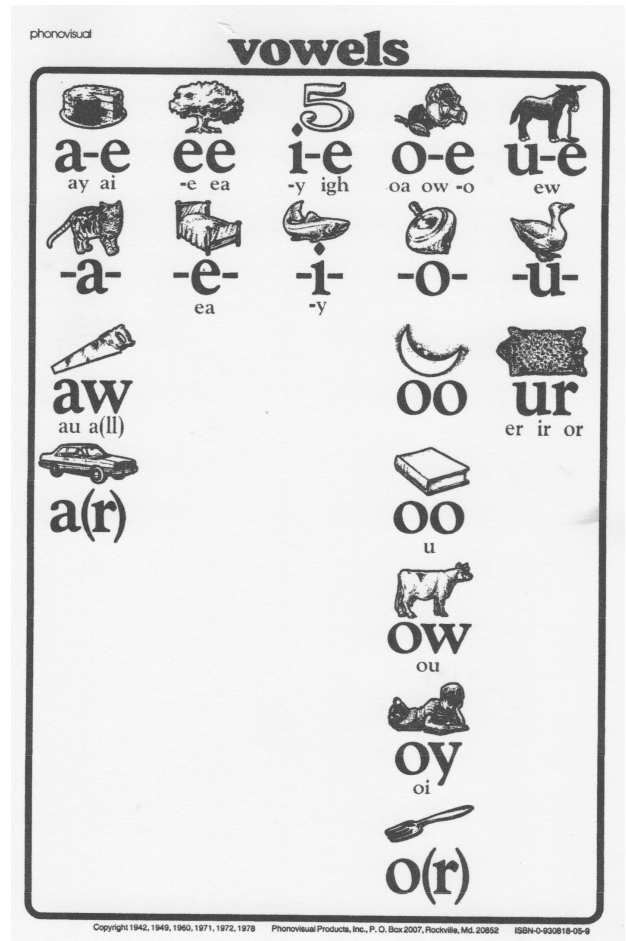 phonovisual
vowels
5
a-e ee i-e o-e u-e
ay ai -e ea -y igh oa ow -o ew
-a- -e- -i- -o- -u-
ea -y
aw oo ur
au a(ll) er ir or
a(r) oo
u
ow
ou
oy
oi
o(r)
Copyright 1942, 1949, 1960, 1971, 1972, 1978 Phonovisual Products, Inc., P. O. Box 2007, Rockville, Md. 20852 ISBN-0-930818-05-9